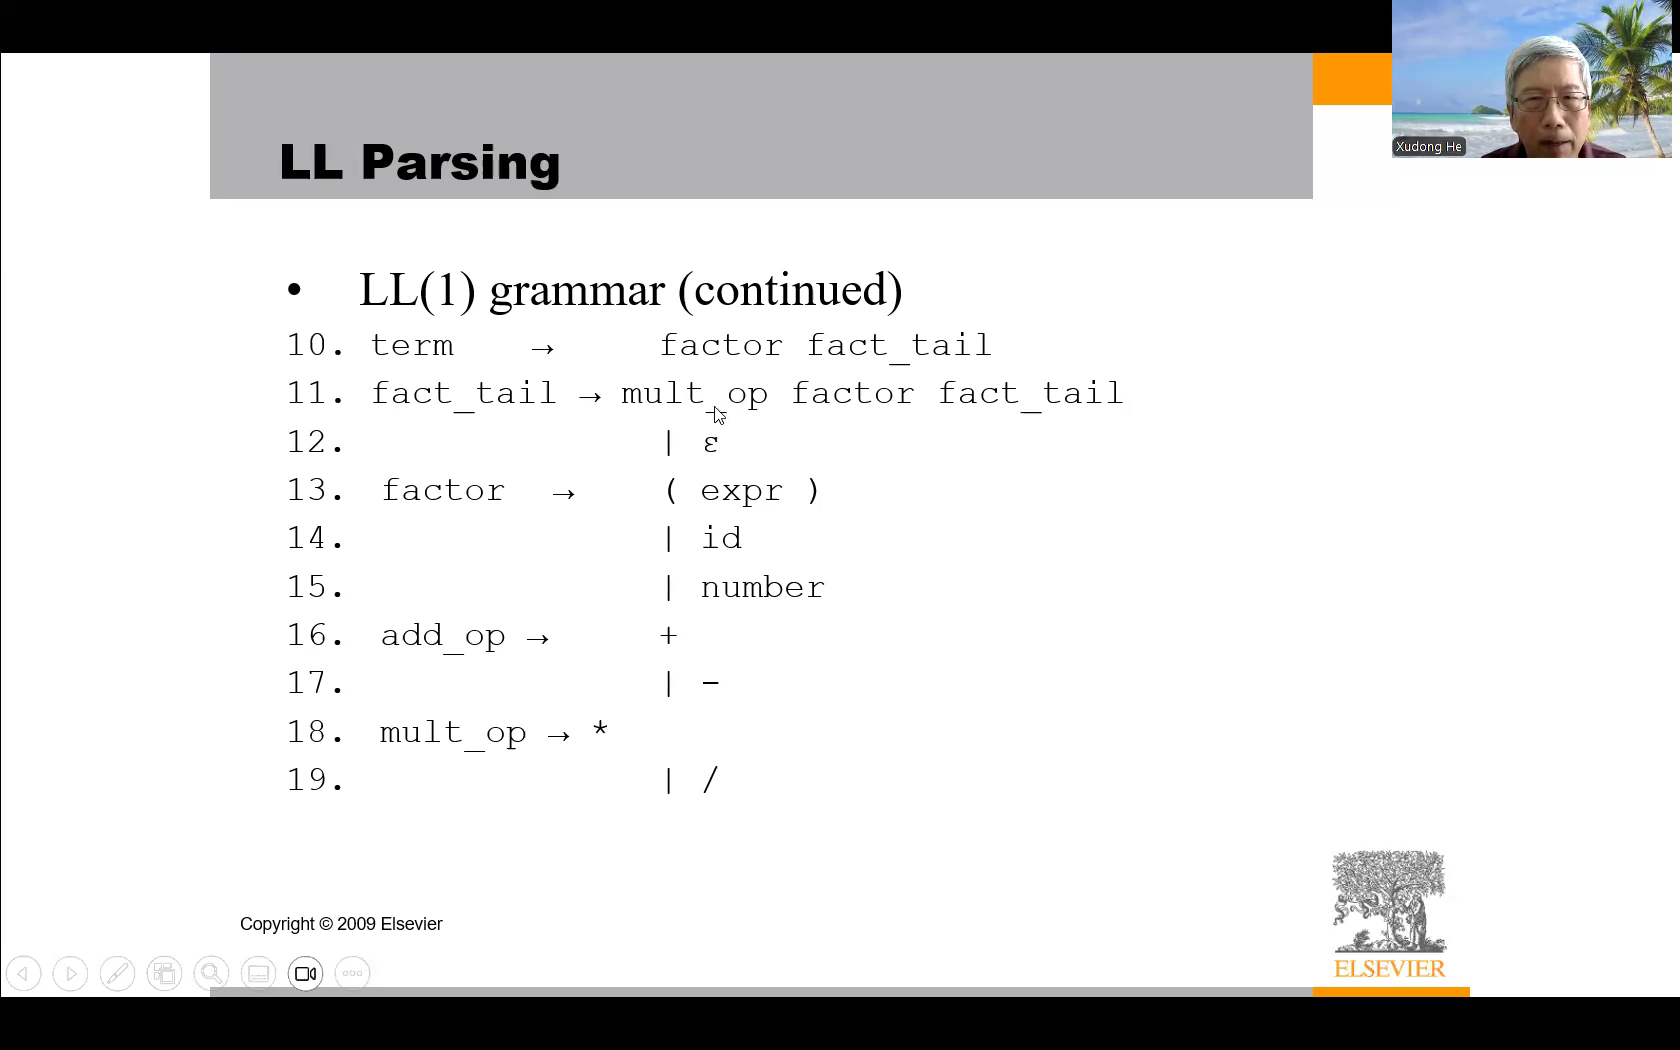 Xudong He
LL Parsing
• LL(1) grammar (continued)
10. term → factor fact_tail
11. fact_tail → mult_op factor fact_tail
12. | ε
13. factor → ( expr )
14. | id
15. | number
16. add_op → +
17. | -
18. mult_op → *
19. | /
Copyright © 2009 Elsevier
ELSEVIER